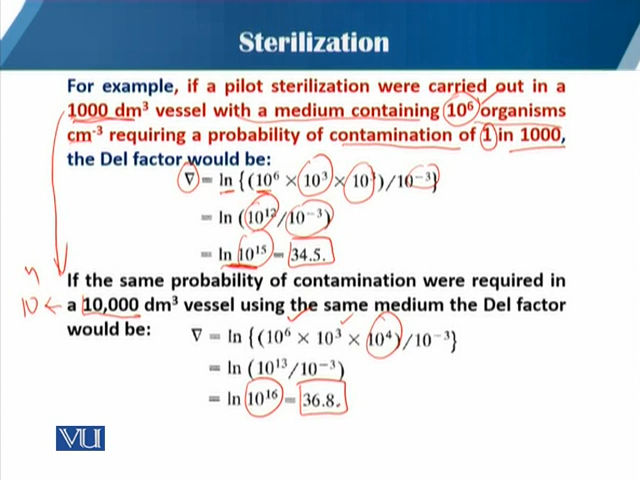 Sterilization
For example, if a pilot sterilization were carried out in a
1000 dm³ vessel with a medium containing 10⁶ organisms
cm⁻³ requiring a probability of contamination of 1 in 1000,
the Del factor would be:
∇ = ln {(10⁶ × 10³ × 10³)/10⁻³}
= ln (10¹²/10⁻³)
= ln 10¹⁵ = 34.5.
If the same probability of contamination were required in
10 ← a 10,000 dm³ vessel using the same medium the Del factor
would be:
∇ = ln {(10⁶ × 10³ × 10⁴)/10⁻³}
= ln (10¹³/10⁻³)
= ln 10¹⁶ = 36.8.
VU